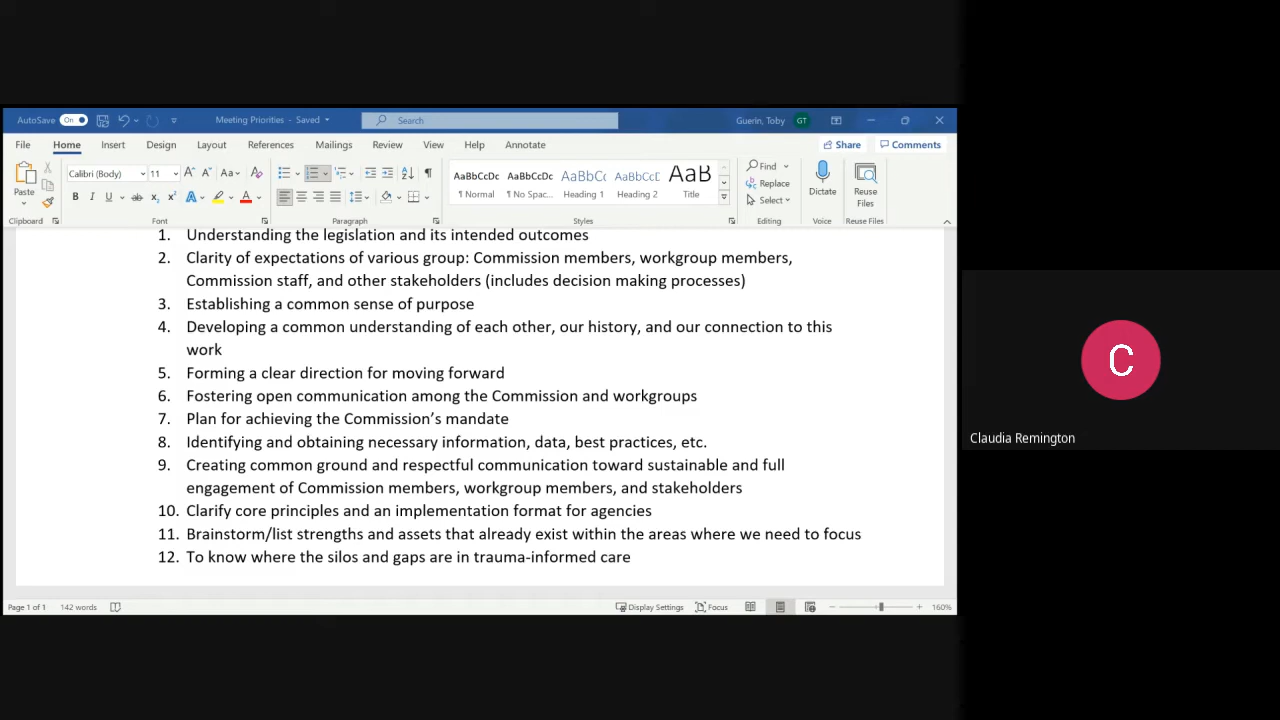 AutoSave On Meeting Priorities - Saved Search Guerin, Toby GT
File Home Insert Design Layout References Mailings Review View Help Annotate Share Comments
Paste Calibri (Body) 11 Aa AaBbCcDc AaBbCcDc AaBbCc AaBbCcC AaB Find Replace Select Dictate Reuse Files
B I U ab x₂ x² A A ¶ Normal ¶ No Spac... Heading 1 Heading 2 Title
Clipboard Font Paragraph Styles Editing Voice Reuse Files
1. Understanding the legislation and its intended outcomes
2. Clarity of expectations of various group: Commission members, workgroup members,
Commission staff, and other stakeholders (includes decision making processes)
3. Establishing a common sense of purpose
4. Developing a common understanding of each other, our history, and our connection to this
work
5. Forming a clear direction for moving forward
6. Fostering open communication among the Commission and workgroups
7. Plan for achieving the Commission's mandate
8. Identifying and obtaining necessary information, data, best practices, etc.
9. Creating common ground and respectful communication toward sustainable and full
engagement of Commission members, workgroup members, and stakeholders
10. Clarify core principles and an implementation format for agencies
11. Brainstorm/list strengths and assets that already exist within the areas where we need to focus
12. To know where the silos and gaps are in trauma-informed care
Page 1 of 1 142 words Display Settings Focus 160%
C
Claudia Remington